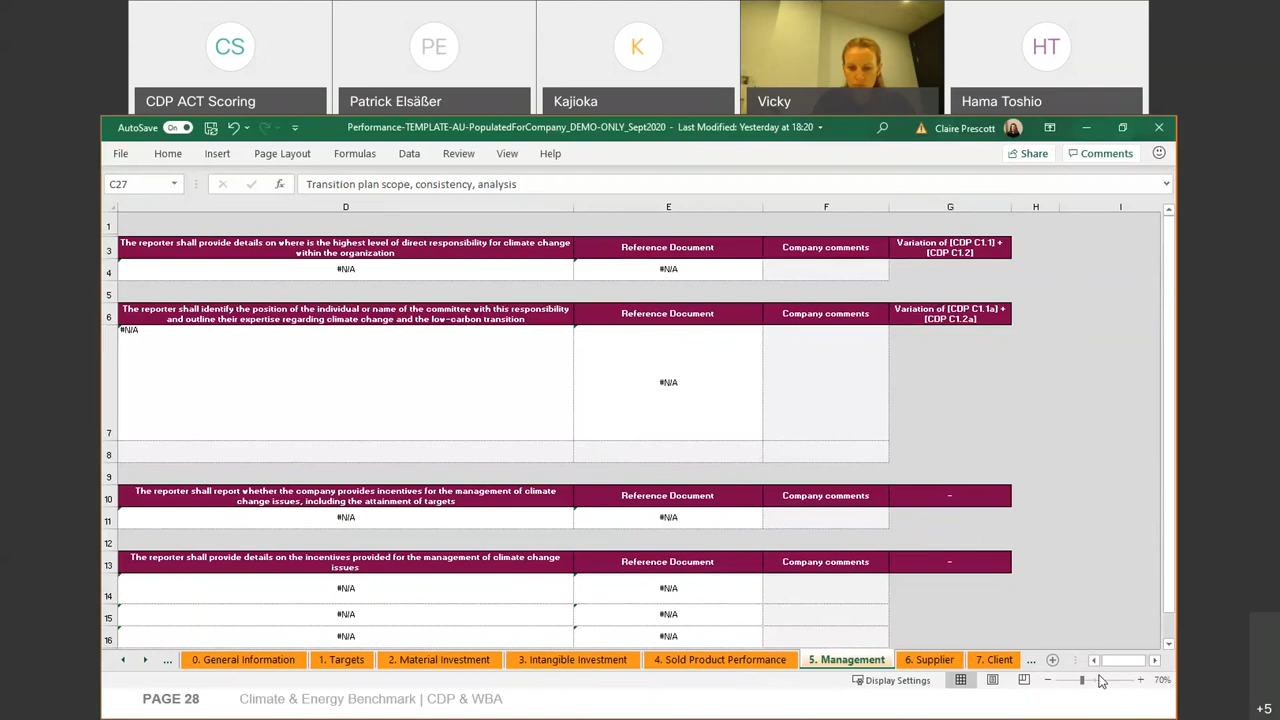 CS
PE
K
HT
CDP ACT Scoring
Patrick Elsäßer
Kajioka
Vicky
Hama Toshio
AutoSave
On
Performance-TEMPLATE-AU-PopulatedForCompany_DEMO-ONLY_Sept2020 - Last Modified: Yesterday at 18:20
Claire Prescott
File
Home
Insert
Page Layout
Formulas
Data
Review
View
Help
Share
Comments
C27
fx
Transition plan scope, consistency, analysis
D
E
F
G
H
I
1
3
The reporter shall provide details on where is the highest level of direct responsibility for climate change
within the organization
Reference Document
Company comments
Variation of [CDP C1.1] +
[CDP C1.2]
4
#N/A
#N/A
5
6
The reporter shall identify the position of the individual or name of the committee with this responsibility
and outline their expertise regarding climate change and the low-carbon transition
Reference Document
Company comments
Variation of [CDP C1.1a] +
[CDP C1.2a]
#N/A
#N/A
7
8
9
10
The reporter shall report whether the company provides incentives for the management of climate
change issues, including the attainment of targets
Reference Document
Company comments
-
11
#N/A
#N/A
12
13
The reporter shall provide details on the incentives provided for the management of climate change
issues
Reference Document
Company comments
-
14
#N/A
#N/A
15
#N/A
#N/A
16
#N/A
#N/A
...
0. General Information
1. Targets
2. Material Investment
3. Intangible Investment
4. Sold Product Performance
5. Management
6. Supplier
7. Client
...
Display Settings
70%
PAGE 28
Climate & Energy Benchmark | CDP & WBA
+5